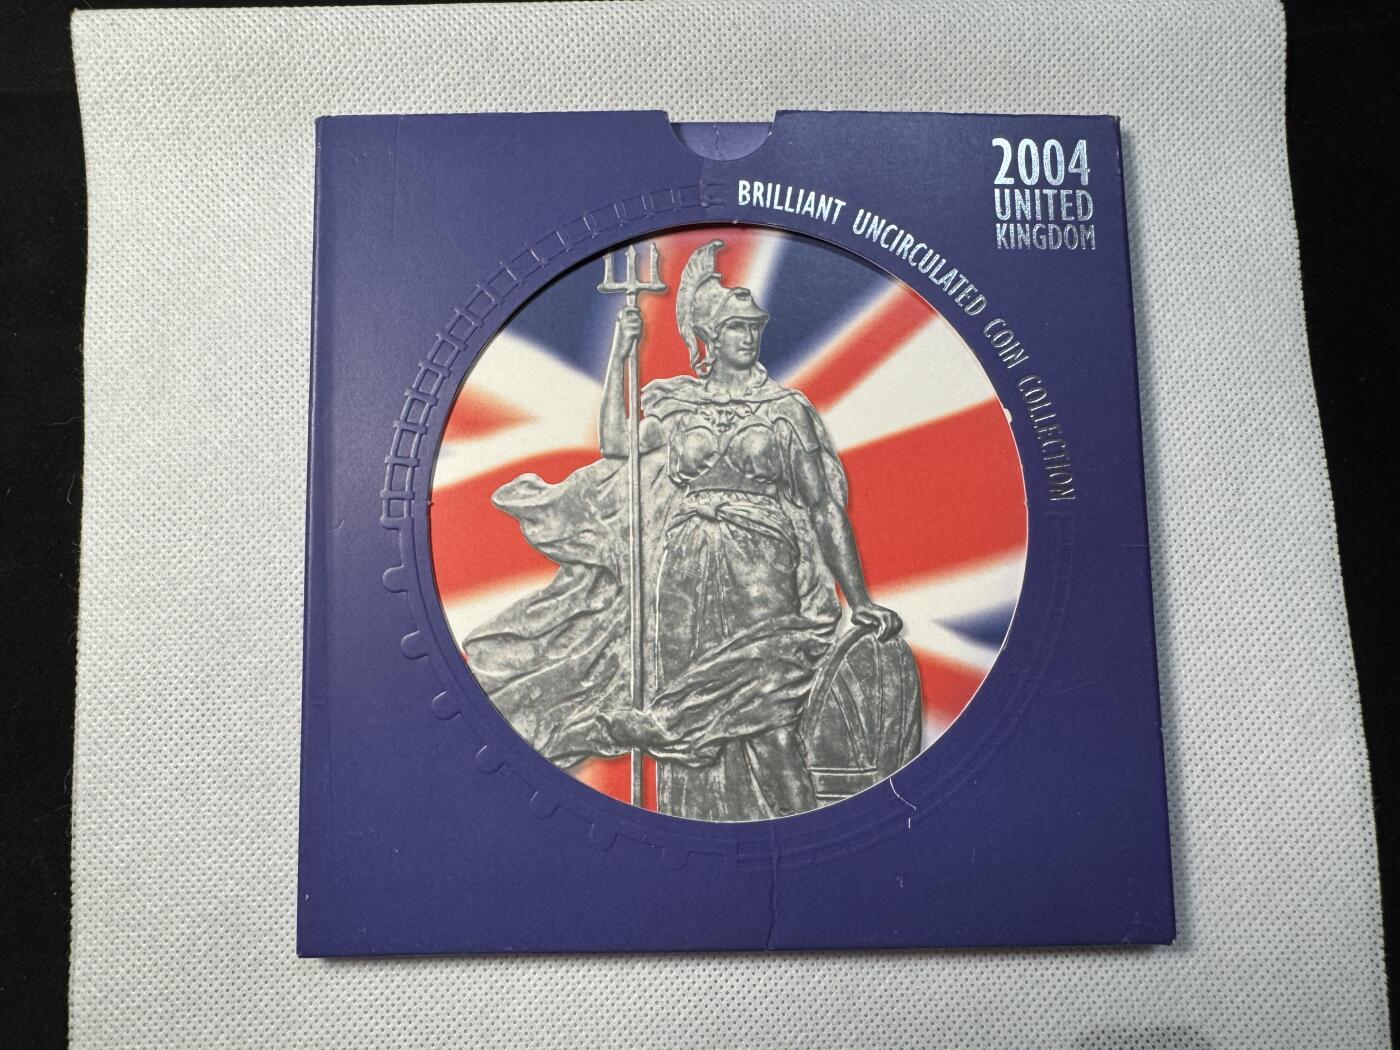 2004
UNITED
KINGDOM
BRILLIANT UNCIRCULATED COIN COLLECTION